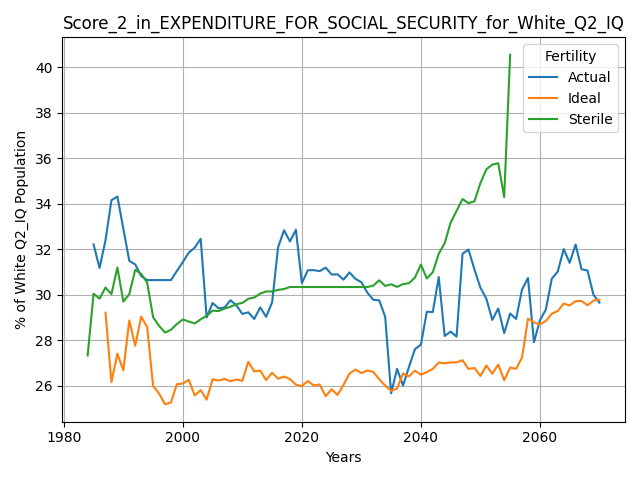 Score_2_in_EXPENDITURE_FOR_SOCIAL_SECURITY_for_White_Q2_IQ
% of White Q2_IQ Population
40
38
36
34
32
30
28
26
Fertility
Actual
Ideal
Sterile
1980
2000
2020
2040
2060
Years